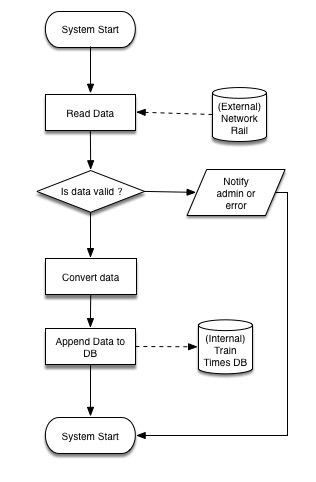 System Start
Read Data
(External)
Network
Rail
Is data valid ?
Notify
admin or
error
Convert data
Append Data to
DB
(Internal)
Train
Times DB
System Start